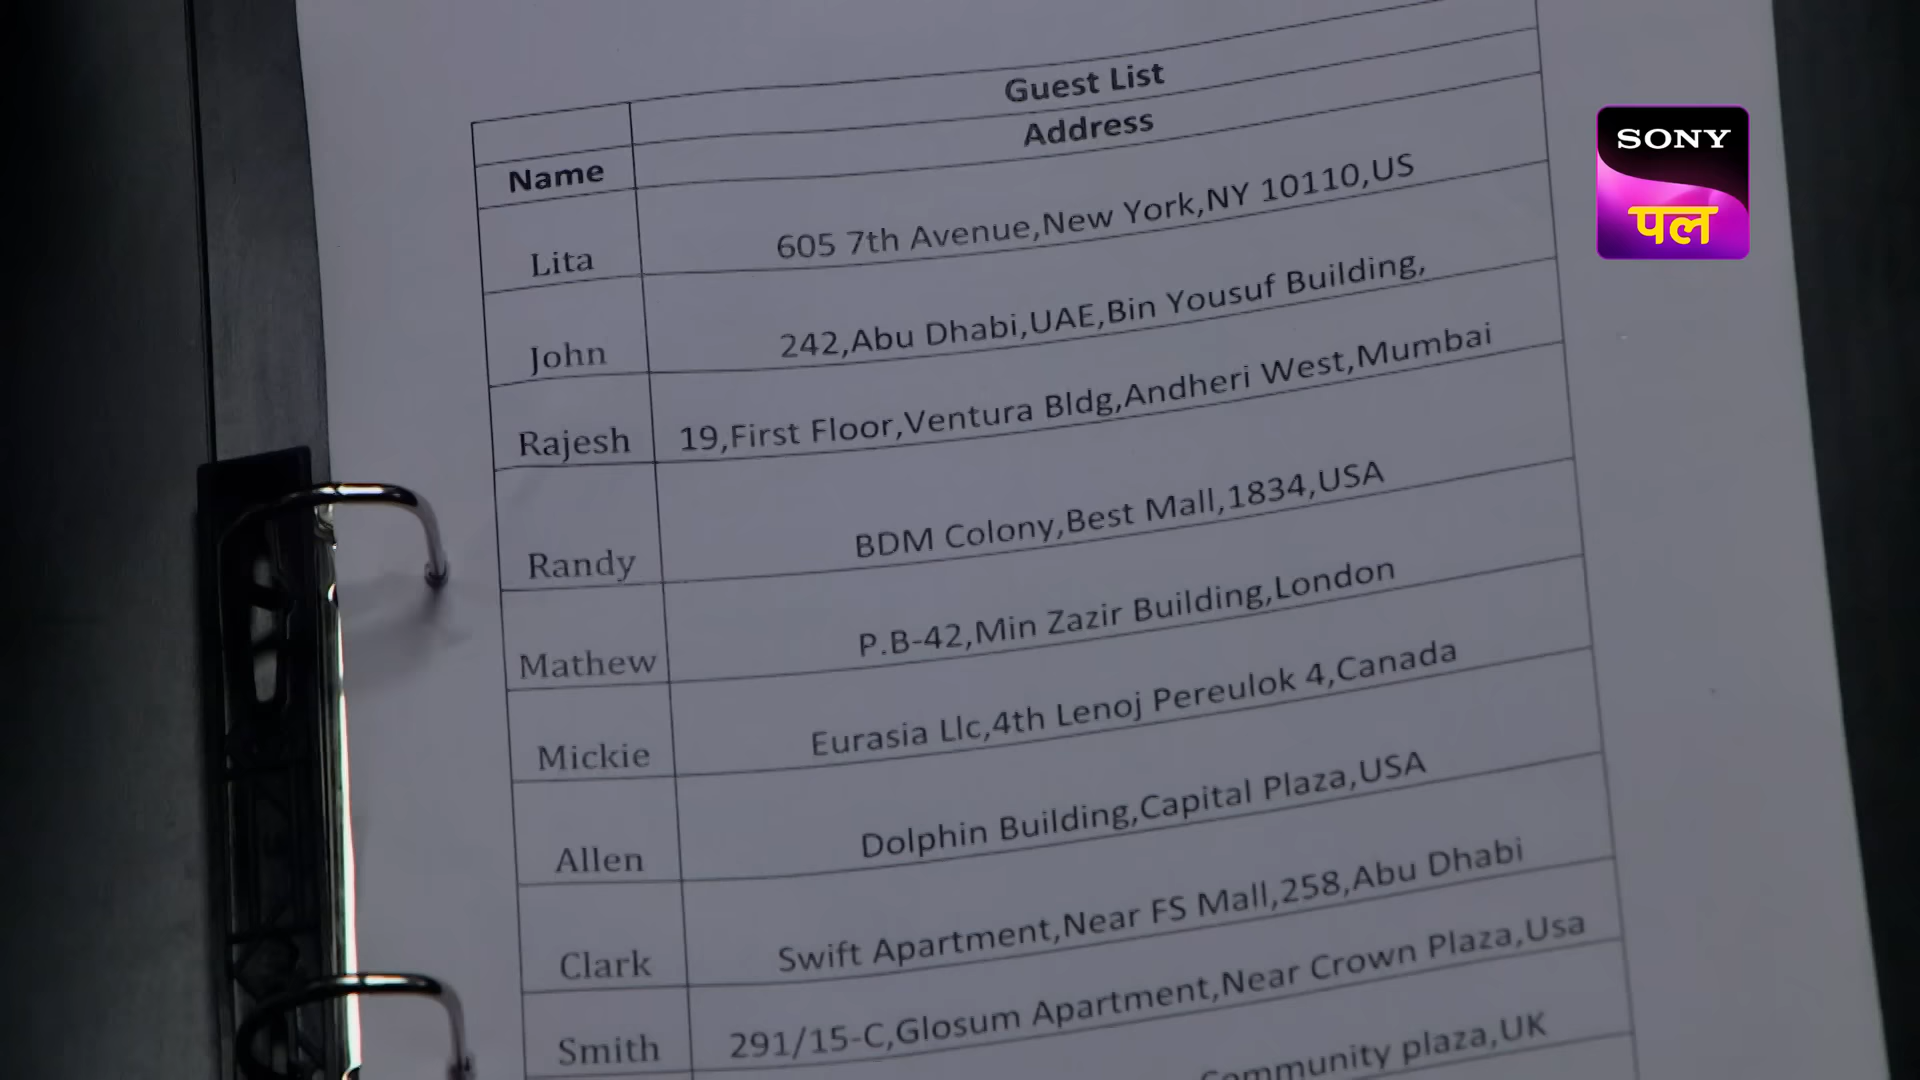 Guest List
Name Address
Lita 605 7th Avenue,New York,NY 10110,US
John 242,Abu Dhabi,UAE,Bin Yousuf Building,
Rajesh 19,First Floor,Ventura Bldg,Andheri West,Mumbai
Randy BDM Colony,Best Mall,1834,USA
Mathew P.B-42,Min Zazir Building,London
Mickie Eurasia Llc,4th Lenoj Pereulok 4,Canada
Allen Dolphin Building,Capital Plaza,USA
Clark Swift Apartment,Near FS Mall,258,Abu Dhabi
Smith 291/15-C,Glosum Apartment,Near Crown Plaza,Usa
Community plaza,UK
SONY
पल